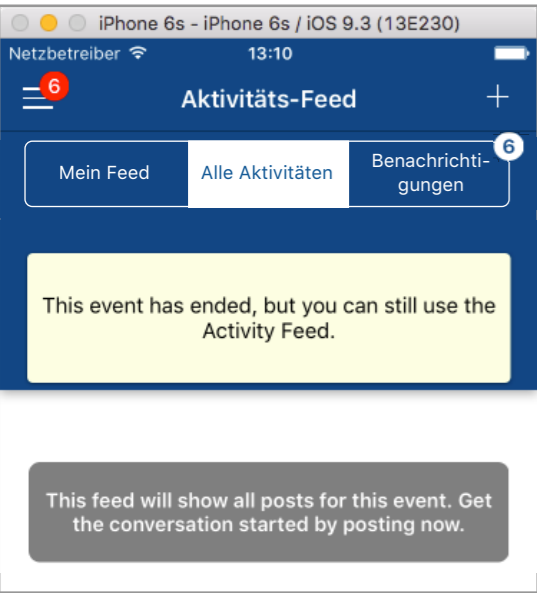 iPhone 6s - iPhone 6s / iOS 9.3 (13E230)
Netzbetreiber 13:10
6
Aktivitäts-Feed
6
Mein Feed Alle Aktivitäten Benachrichti-
gungen
This event has ended, but you can still use the
Activity Feed.
This feed will show all posts for this event. Get
the conversation started by posting now.